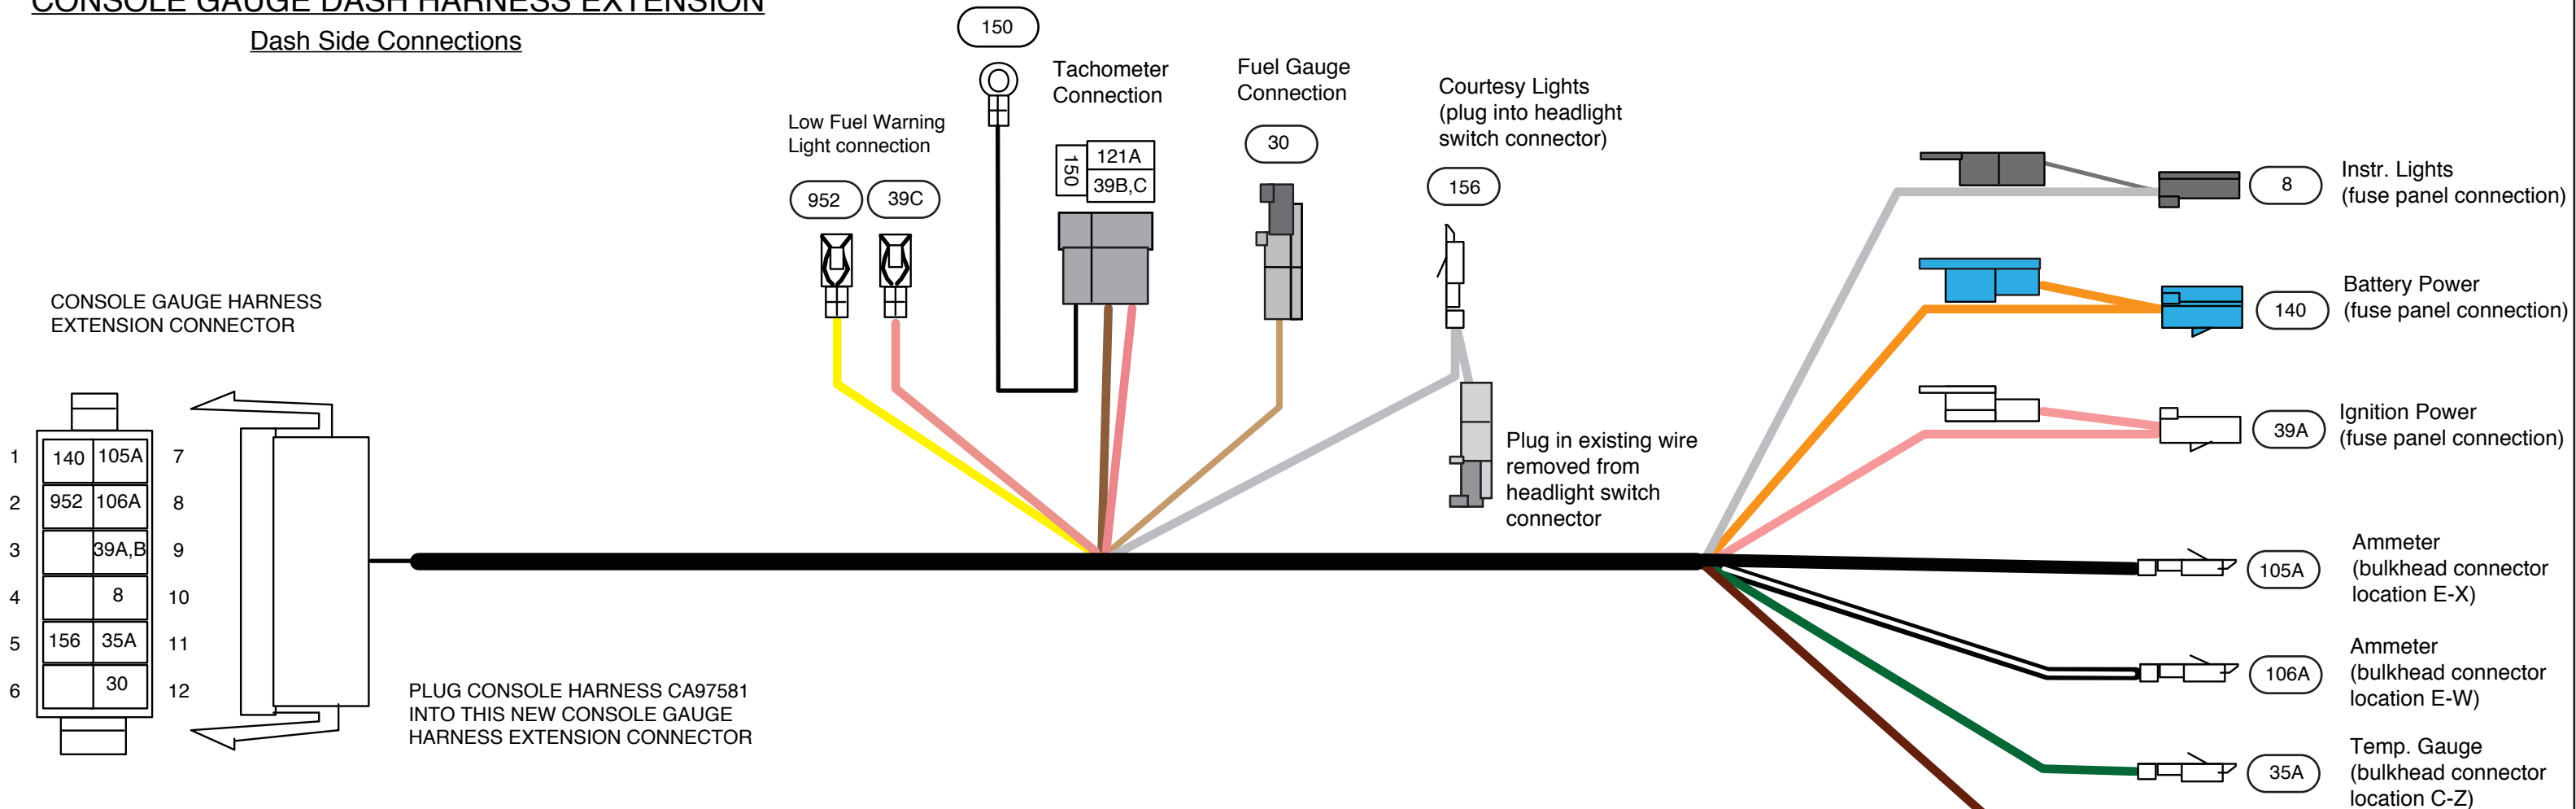 CONSOLE GAUGE DASH HARNESS EXTENSION
Dash Side Connections
150
Tachometer
Connection
150
121A
39B,C
Fuel Gauge
Connection
30
Courtesy Lights
(plug into headlight
switch connector)
156
Low Fuel Warning
Light connection
952
39C
Plug in existing wire
removed from
headlight switch
connector
8
Instr. Lights
(fuse panel connection)
140
Battery Power
(fuse panel connection)
39A
Ignition Power
(fuse panel connection)
105A
Ammeter
(bulkhead connector
location E-X)
106A
Ammeter
(bulkhead connector
location E-W)
35A
Temp. Gauge
(bulkhead connector
location C-Z)
CONSOLE GAUGE HARNESS
EXTENSION CONNECTOR
1 140 105A 7
2 952 106A 8
3 39A,B 9
4 8 10
5 156 35A 11
6 30 12
PLUG CONSOLE HARNESS CA97581
INTO THIS NEW CONSOLE GAUGE
HARNESS EXTENSION CONNECTOR